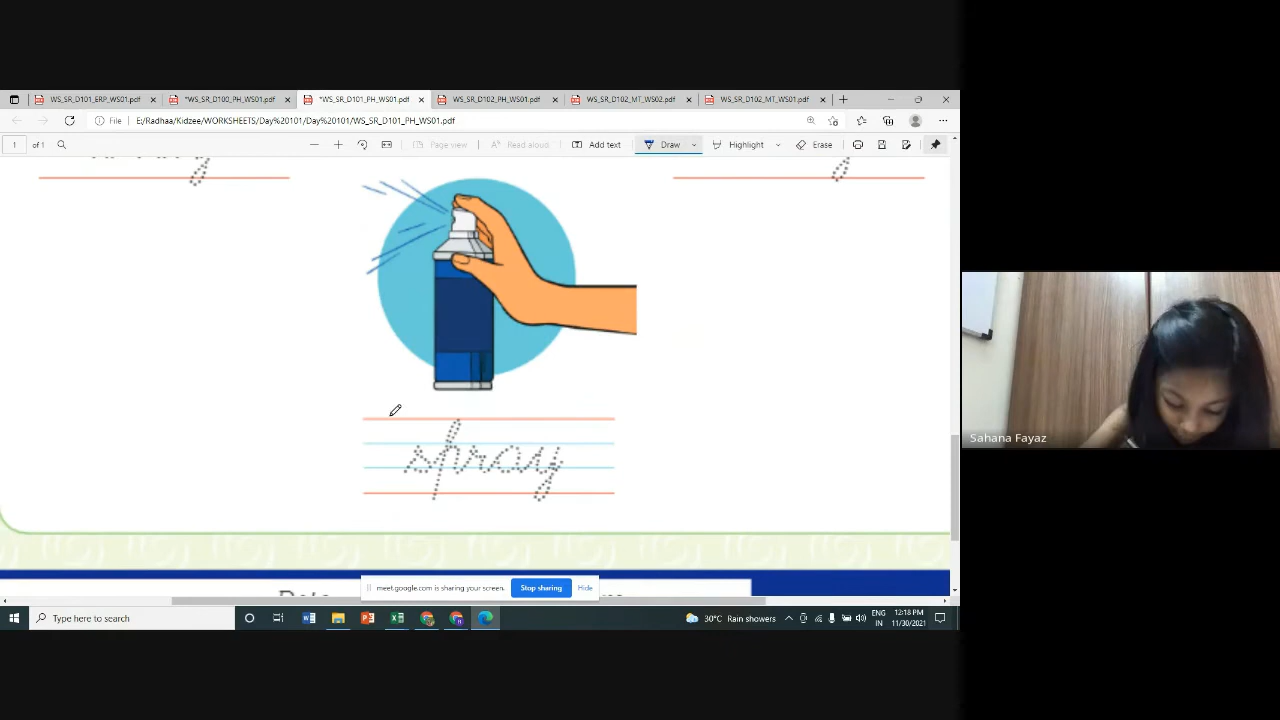 WS_SR_D101_ERP_WS01.pdf
*WS_SR_D100_PH_WS01.pdf
*WS_SR_D101_PH_WS01.pdf
WS_SR_D102_PH_WS01.pdf
WS_SR_D102_MT_WS02.pdf
WS_SR_D102_MT_WS01.pdf
File E:/Radhaa/Kidzee/WORKSHEETS/Day%20101/Day%20101/WS_SR_D101_PH_WS01.pdf
1 of 1 Page view Read aloud Add text Draw Highlight Erase
spray
meet.google.com is sharing your screen. Stop sharing Hide
Type here to search
30°C Rain showers
ENG
IN
12:18 PM
11/30/2021
Sahana Fayaz